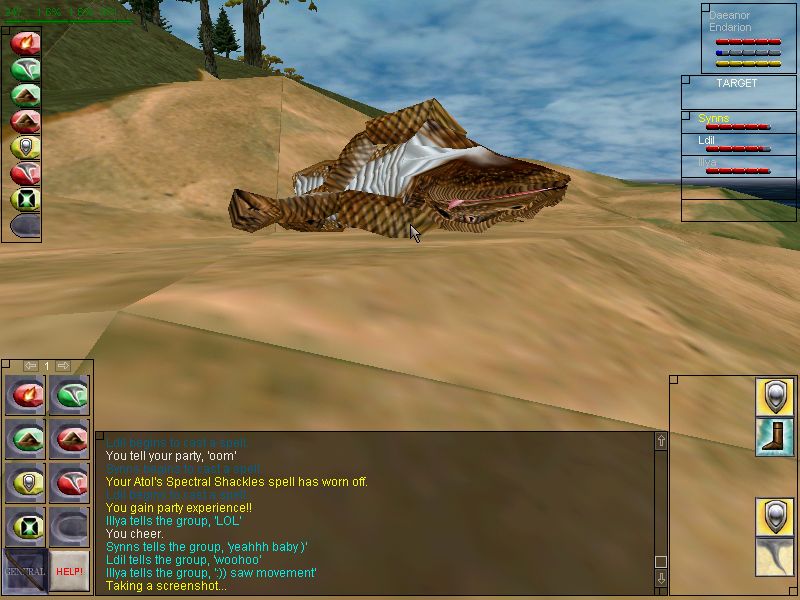 Daeanor
Endarion
TARGET
Synns
Ldil
Illya
1
Ldil begins to cast a spell.
You tell your party, 'oom'
Synns begins to cast a spell.
Your Atol's Spectral Shackles spell has worn off.
Ldil begins to cast a spell.
You gain party experience!!
Illya tells the group, 'LOL'
You cheer.
Synns tells the group, 'yeahhh baby )'
Ldil tells the group, 'woohoo'
Illya tells the group, ':)) saw movement'
Taking a screenshot...
GENERAL
HELP!